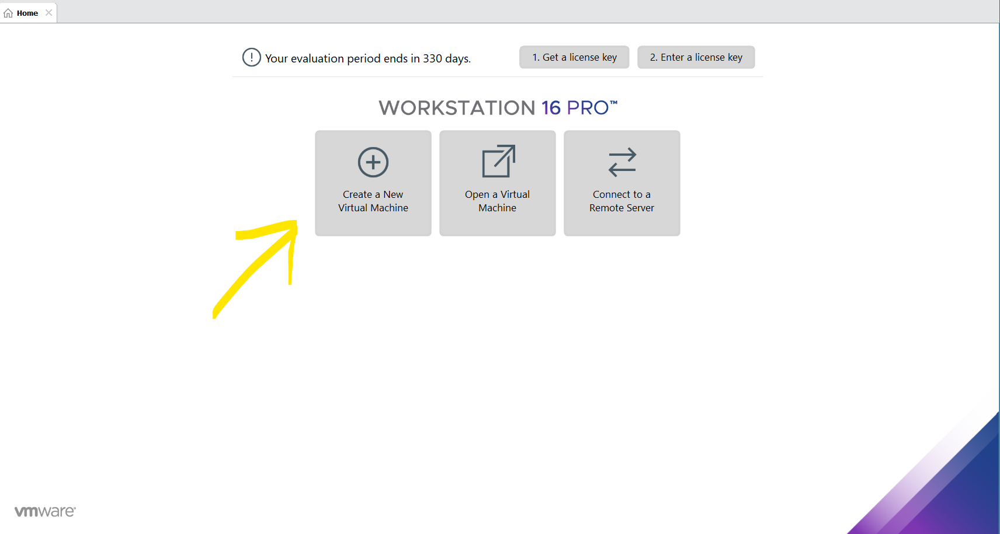 Home
Your evaluation period ends in 330 days.
1. Get a license key
2. Enter a license key
WORKSTATION 16 PRO™
Create a New
Virtual Machine
Open a Virtual
Machine
Connect to a
Remote Server
vmware®